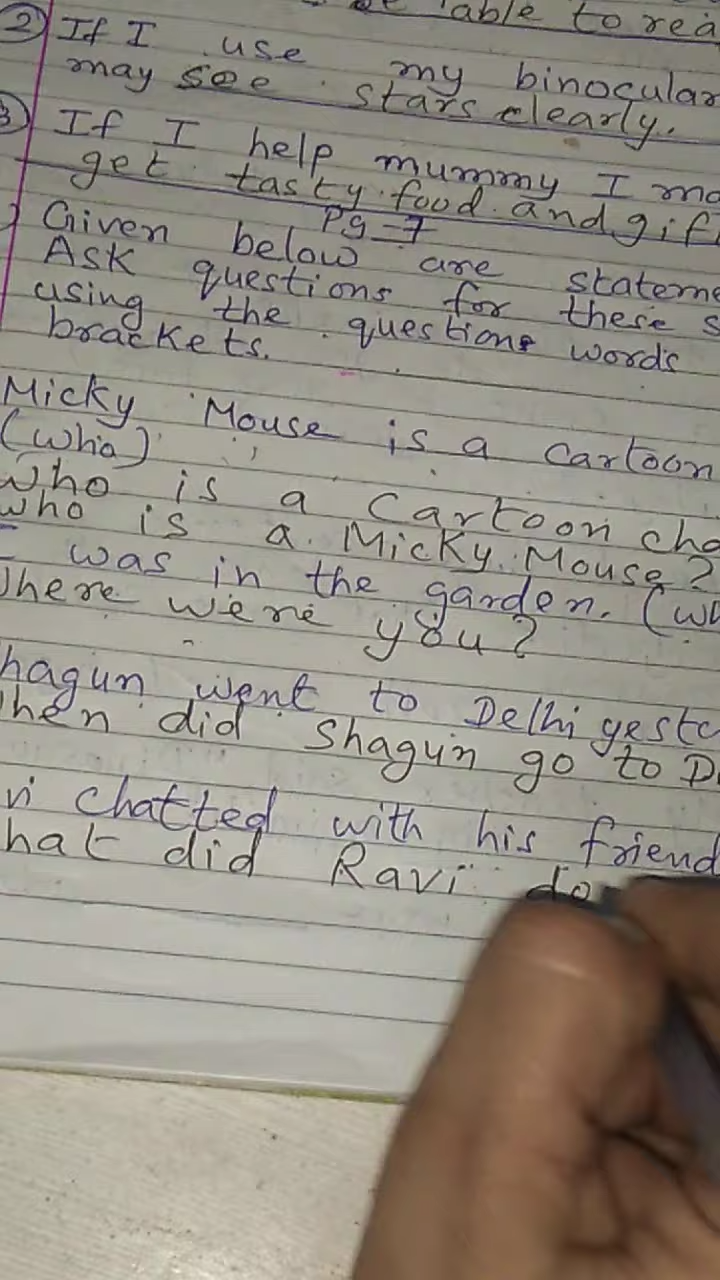 able to rea
② If I use my binocular
may see stars clearly.
③ If I help mummy I ma
get tasty food and gif
Pg-7
Given below are stateme
Ask questions for these s
using the questions words
brackets.
Micky Mouse is a cartoon
(Who)
Who is a cartoon cha
who is a Micky Mouse?
I was in the garden. (w
here were you?
hagun went to Delhi yeste
hen did Shagun go to D
vi chatted with his friend
hat did Ravi do